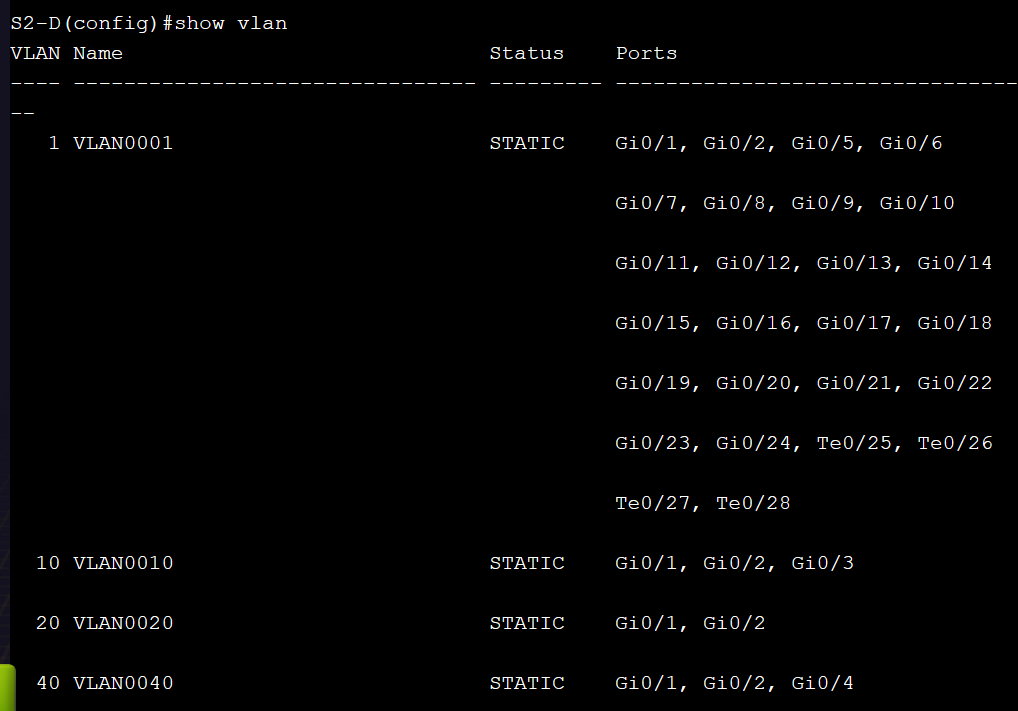 S2-D(config)#show vlan
VLAN Name                             Status    Ports
---- -------------------------------- --------- --------------------------------
--
   1 VLAN0001                         STATIC    Gi0/1, Gi0/2, Gi0/5, Gi0/6
                                                Gi0/7, Gi0/8, Gi0/9, Gi0/10
                                                Gi0/11, Gi0/12, Gi0/13, Gi0/14
                                                Gi0/15, Gi0/16, Gi0/17, Gi0/18
                                                Gi0/19, Gi0/20, Gi0/21, Gi0/22
                                                Gi0/23, Gi0/24, Te0/25, Te0/26
                                                Te0/27, Te0/28
  10 VLAN0010                         STATIC    Gi0/1, Gi0/2, Gi0/3
  20 VLAN0020                         STATIC    Gi0/1, Gi0/2
  40 VLAN0040                         STATIC    Gi0/1, Gi0/2, Gi0/4